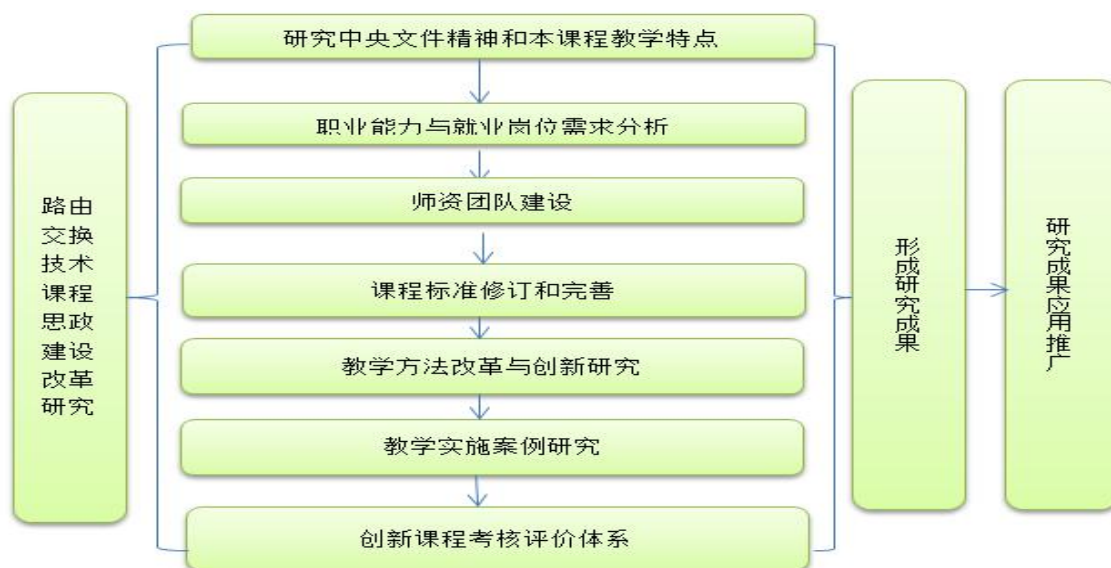 研究中央文件精神和本课程教学特点
职业能力与就业岗位需求分析
师资团队建设
课程标准修订和完善
教学方法改革与创新研究
教学实施案例研究
创新课程考核评价体系
路由
交换
技术
课程
思政
建设
改革
研究
形成研究成果
研究成果应用推广